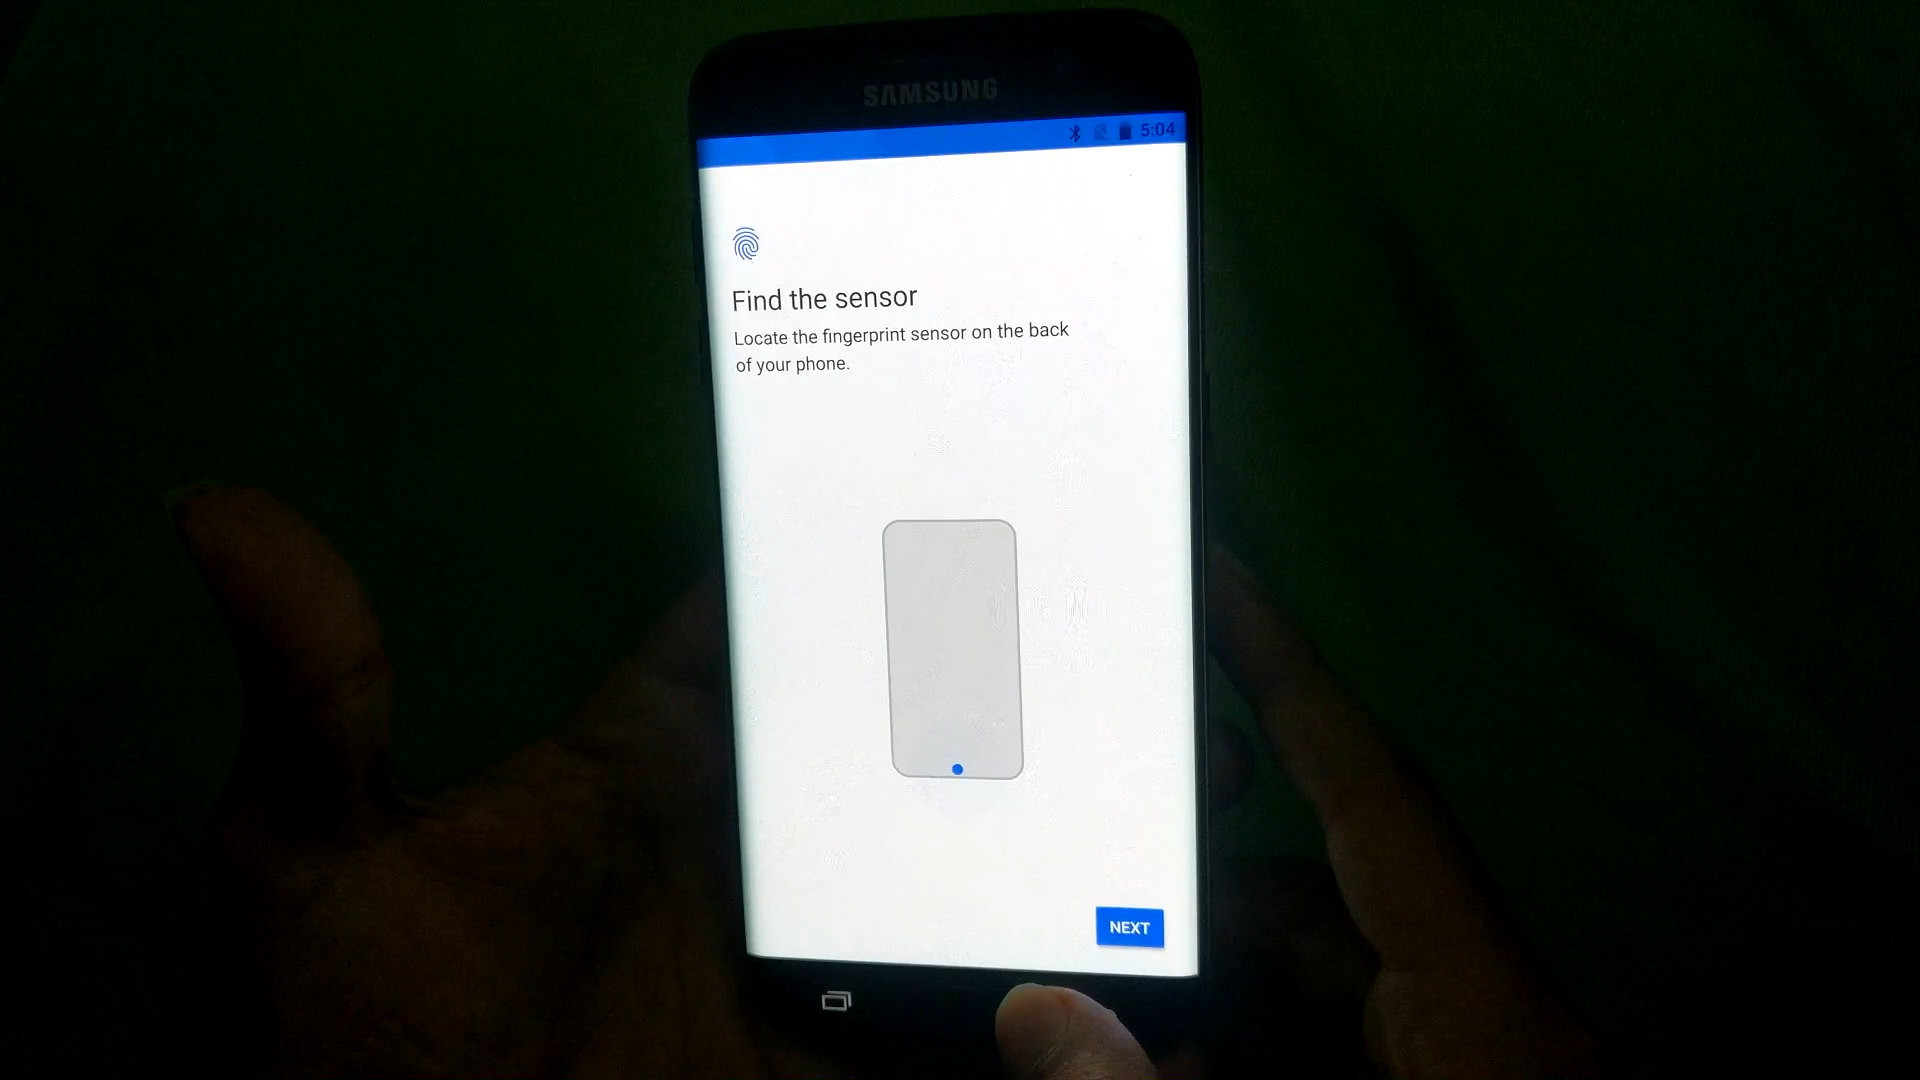 SAMSUNG
5:04
Find the sensor
Locate the fingerprint sensor on the back
of your phone.
NEXT